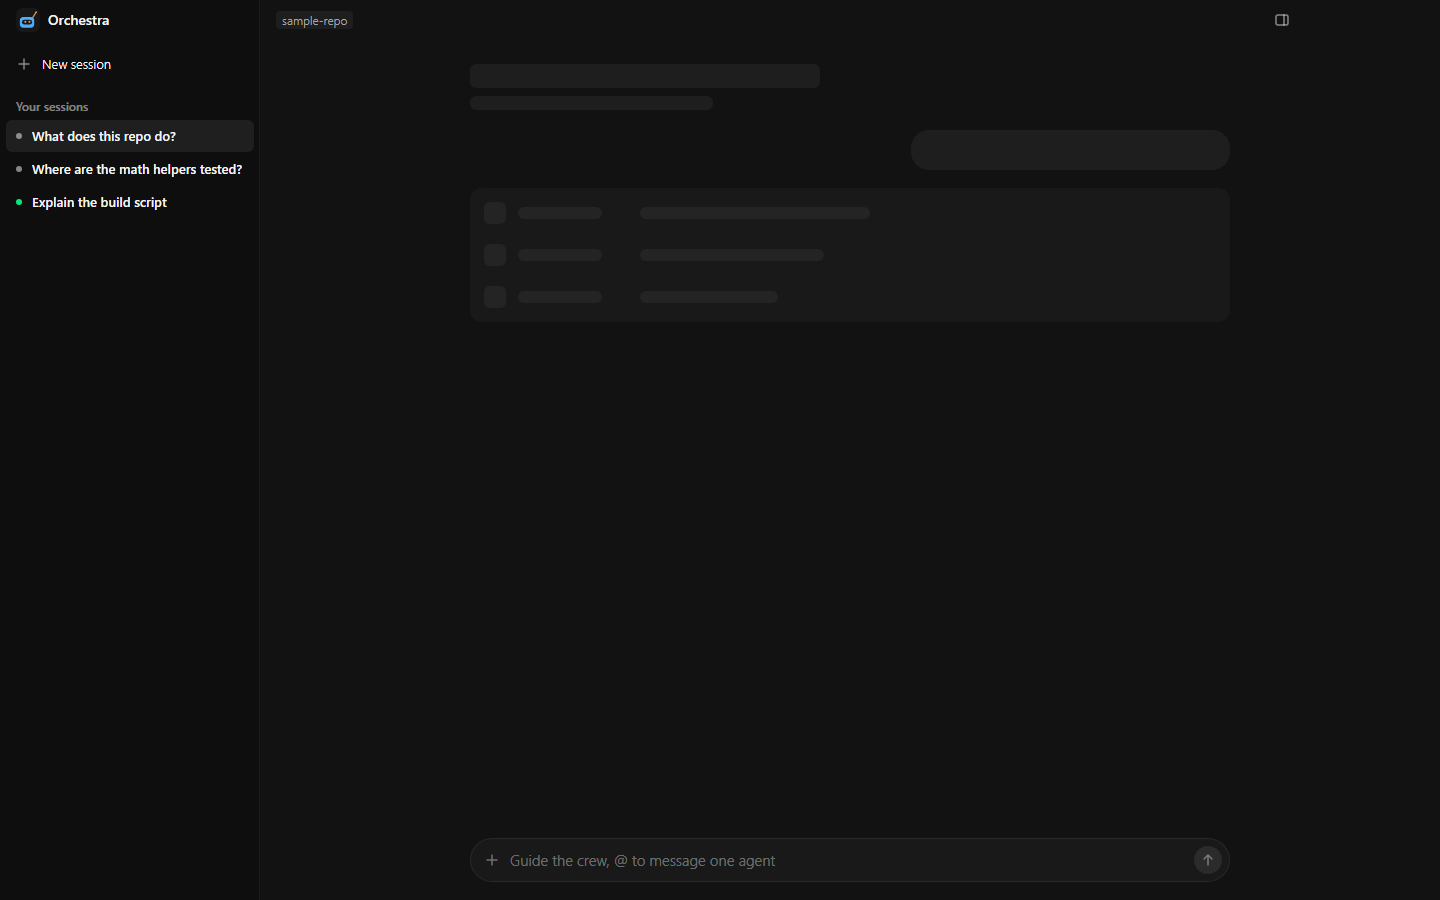 Orchestra
sample-repo
New session
Your sessions
What does this repo do?
Where are the math helpers tested?
Explain the build script
Guide the crew, @ to message one agent